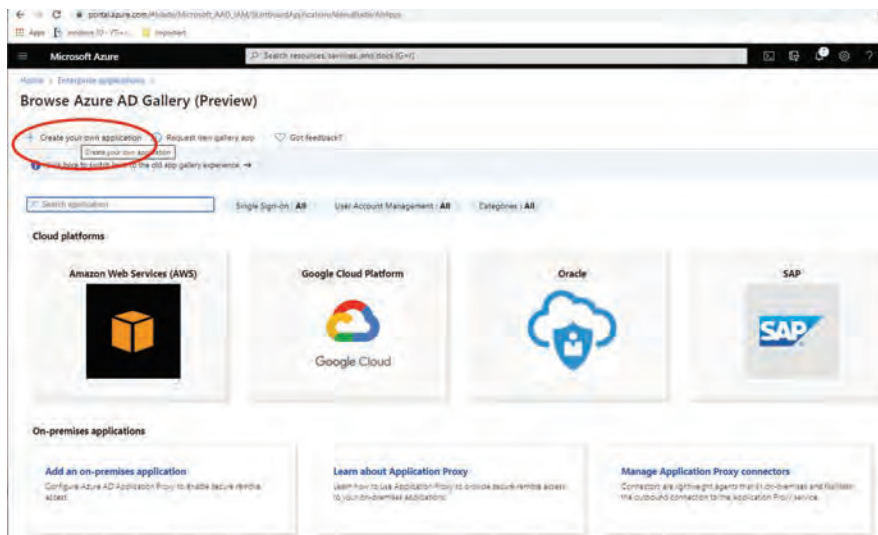 portal.azure.com
Apps
Important
Microsoft Azure
Search resources, services, and docs (G+/)
Home > Enterprise applications >
Browse Azure AD Gallery (Preview)
+ Create your own application Request new gallery app Got feedback?
Create your own application
Click here to switch back to the old app gallery experience. →
Search application
Single Sign-on : All User Account Management : All Categories : All
Cloud platforms
Amazon Web Services (AWS)
Google Cloud Platform
Google Cloud
Oracle
SAP
SAP
On-premises applications
Add an on-premises application
Configure Azure AD Application Proxy to enable secure remote
access.
Learn about Application Proxy
Learn how to use Application Proxy to provide secure remote access
to your on-premises applications.
Manage Application Proxy connectors
Connectors are lightweight agents that sit on-premises and facilitate
the outbound connection to the Application Proxy service.